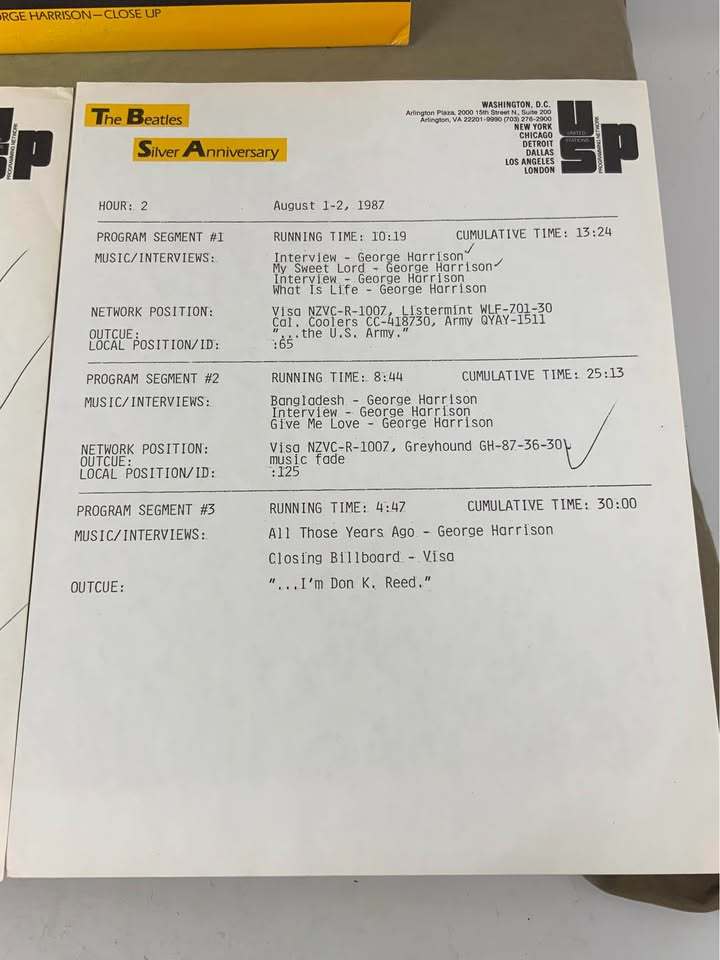 RGE HARRISON—CLOSE UP
The Beatles
Silver Anniversary
WASHINGTON, D.C.
Arlington Plaza, 2000 15th Street N., Suite 200
Arlington, VA 22201-9990 (703) 276-2900
NEW YORK
CHICAGO
DETROIT
DALLAS
LOS ANGELES
LONDON
UNITED
STATIONS
PROGRAMMING NETWORK
HOUR: 2 August 1-2, 1987
PROGRAM SEGMENT #1 RUNNING TIME: 10:19 CUMULATIVE TIME: 13:24
MUSIC/INTERVIEWS: Interview - George Harrison
My Sweet Lord - George Harrison
Interview - George Harrison
What Is Life - George Harrison
NETWORK POSITION: Visa NZVC-R-1007, Listermint WLF-701-30
Cal. Coolers CC-418730, Army QYAY-1511
OUTCUE: "...the U.S. Army."
LOCAL POSITION/ID: :65
PROGRAM SEGMENT #2 RUNNING TIME: 8:44 CUMULATIVE TIME: 25:13
MUSIC/INTERVIEWS: Bangladesh - George Harrison
Interview - George Harrison
Give Me Love - George Harrison
NETWORK POSITION: Visa NZVC-R-1007, Greyhound GH-87-36-30
OUTCUE: music fade
LOCAL POSITION/ID: :125
PROGRAM SEGMENT #3 RUNNING TIME: 4:47 CUMULATIVE TIME: 30:00
MUSIC/INTERVIEWS: All Those Years Ago - George Harrison
Closing Billboard - Visa
OUTCUE: "...I'm Don K. Reed."